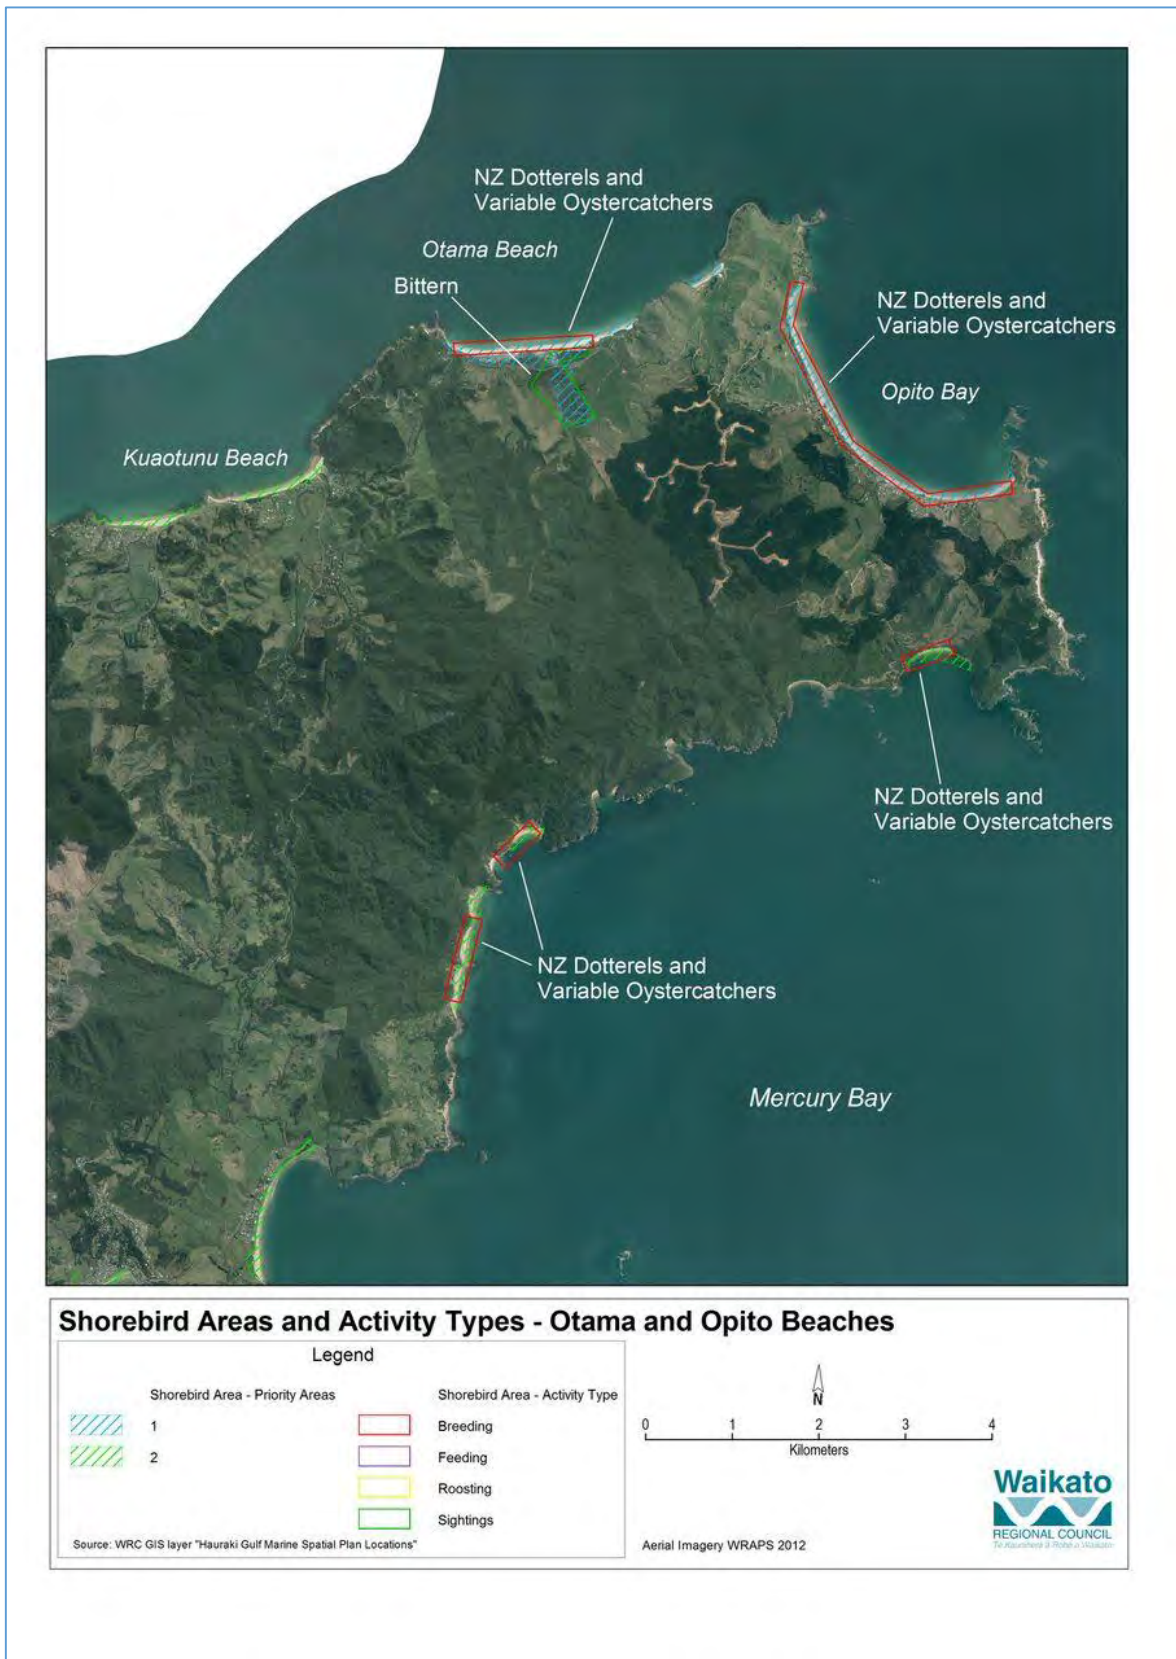 NZ Dotterels and
Variable Oystercatchers
Otama Beach
Bittern
NZ Dotterels and
Variable Oystercatchers
Opito Bay
Kuaotunu Beach
NZ Dotterels and
Variable Oystercatchers
NZ Dotterels and
Variable Oystercatchers
Mercury Bay
Shorebird Areas and Activity Types - Otama and Opito Beaches
Legend
Shorebird Area - Priority Areas
1
2
Shorebird Area - Activity Type
Breeding
Feeding
Roosting
Sightings
Source: WRC GIS layer "Hauraki Gulf Marine Spatial Plan Locations"
N
0 1 2 3 4
Kilometers
Aerial Imagery WRAPS 2012
Waikato
REGIONAL COUNCIL
Te Kaunihera ā Rohe o Waikato